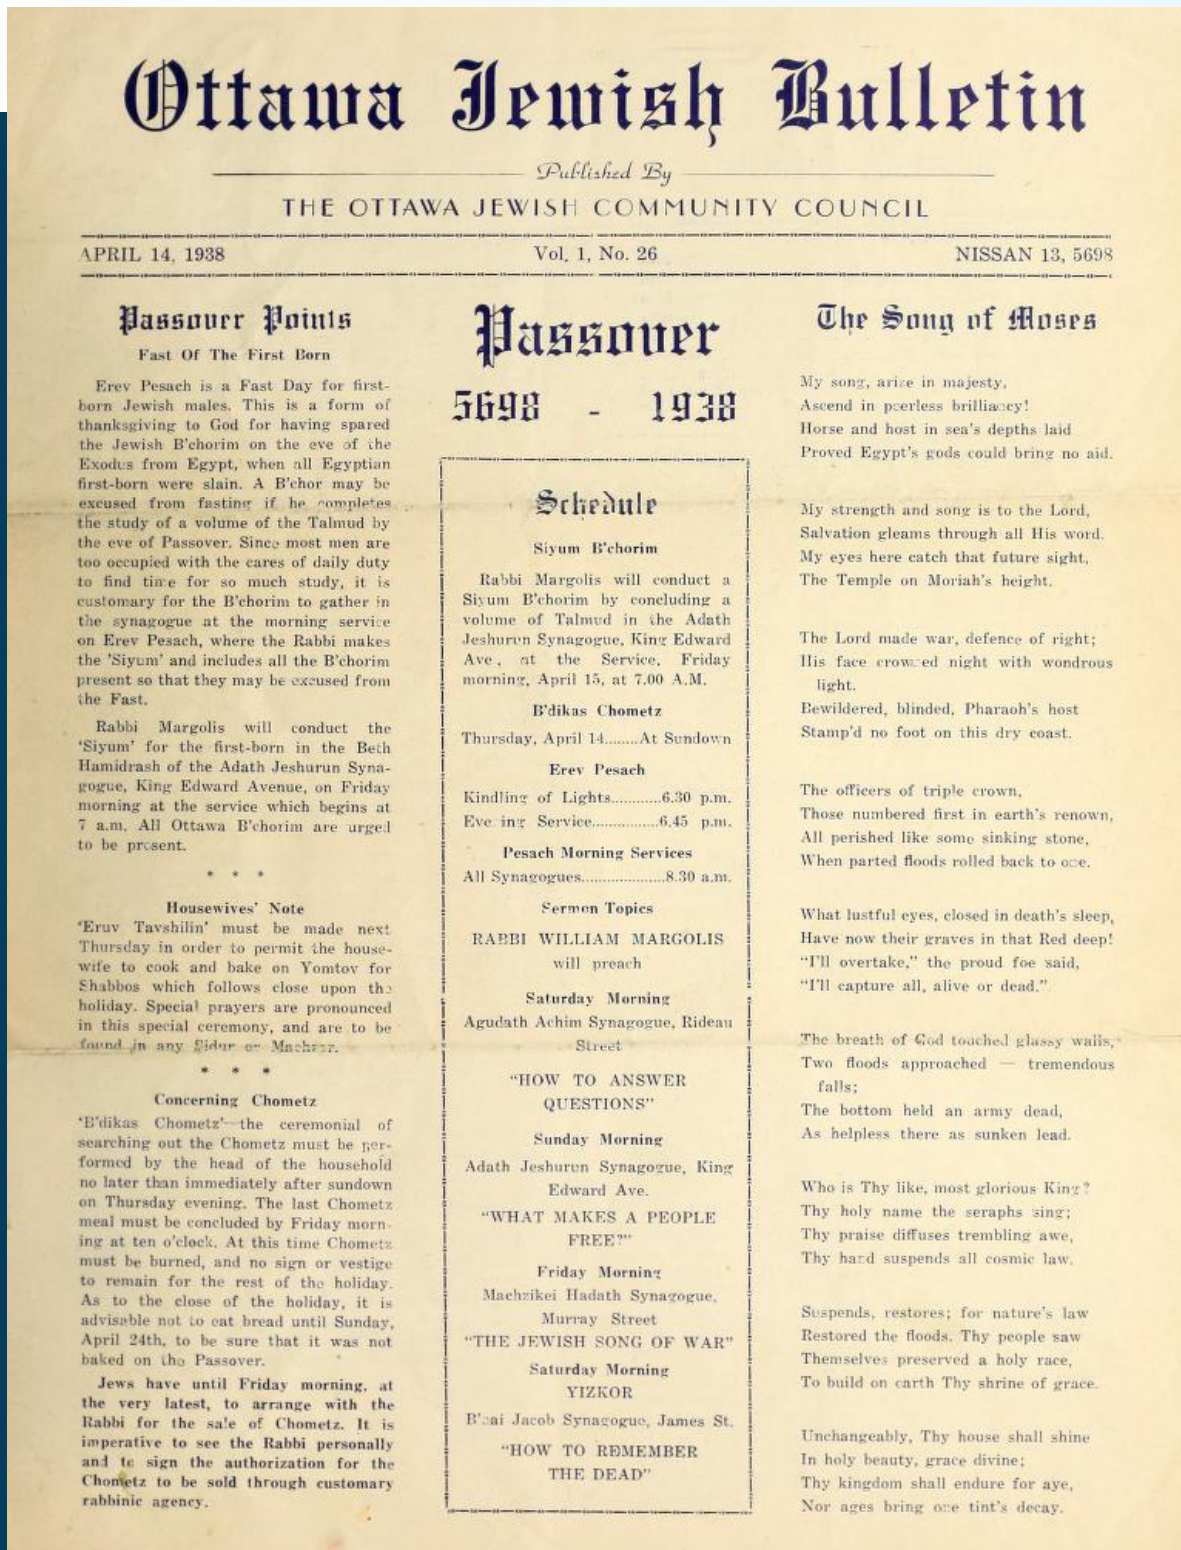 Ottawa Jewish Bulletin
Published By
THE OTTAWA JEWISH COMMUNITY COUNCIL
APRIL 14, 1938
Vol. 1, No. 26
NISSAN 13, 5698
Passover Points
Fast Of The First Born
Erev Pesach is a Fast Day for first-
born Jewish males. This is a form of
thanksgiving to God for having spared
the Jewish B'chorim on the eve of the
Exodus from Egypt, when all Egyptian
first-born were slain. A B'chor may be
excused from fasting if he completes
the study of a volume of the Talmud by
the eve of Passover. Since most men are
too occupied with the cares of daily duty
to find time for so much study, it is
customary for the B'chorim to gather in
the synagogue at the morning service
on Erev Pesach, where the Rabbi makes
the 'Siyum' and includes all the B'chorim
present so that they may be excused from
the Fast.
Rabbi Margolis will conduct the
'Siyum' for the first-born in the Beth
Hamidrash of the Adath Jeshurun Syna-
gogue, King Edward Avenue, on Friday
morning at the service which begins at
7 a.m. All Ottawa B'chorim are urged
to be present.
* * *
Housewives' Note
'Eruv Tavshilin' must be made next
Thursday in order to permit the house-
wife to cook and bake on Yomtov for
Shabbos which follows close upon the
holiday. Special prayers are pronounced
in this special ceremony, and are to be
found in any Sidur or Machzor.
* * *
Concerning Chometz
'B'dikas Chometz'—the ceremonial of
searching out the Chometz must be per-
formed by the head of the household
no later than immediately after sundown
on Thursday evening. The last Chometz
meal must be concluded by Friday morn-
ing at ten o'clock. At this time Chometz
must be burned, and no sign or vestige
to remain for the rest of the holiday.
As to the close of the holiday, it is
advisable not to eat bread until Sunday,
April 24th, to be sure that it was not
baked on the Passover.
Jews have until Friday morning, at
the very latest, to arrange with the
Rabbi for the sale of Chometz. It is
imperative to see the Rabbi personally
and to sign the authorization for the
Chometz to be sold through customary
rabbinic agency.
Passover
5698 - 1938
Schedule
Siyum B'chorim
Rabbi Margolis will conduct a
Siyum B'chorim by concluding a
volume of Talmud in the Adath
Jeshurun Synagogue, King Edward
Ave., at the Service, Friday
morning, April 15, at 7.00 A.M.
B'dikas Chometz
Thursday, April 14........At Sundown
Erev Pesach
Kindling of Lights............6.30 p.m.
Evening Service................6.45 p.m.
Pesach Morning Services
All Synagogues....................8.30 a.m.
Sermon Topics
RABBI WILLIAM MARGOLIS
will preach
Saturday Morning
Agudath Achim Synagogue, Rideau
Street
"HOW TO ANSWER
QUESTIONS"
Sunday Morning
Adath Jeshurun Synagogue, King
Edward Ave.
"WHAT MAKES A PEOPLE
FREE?"
Friday Morning
Machzikei Hadath Synagogue,
Murray Street
"THE JEWISH SONG OF WAR"
Saturday Morning
YIZKOR
B'nai Jacob Synagogue, James St.
"HOW TO REMEMBER
THE DEAD"
The Song of Moses
My song, arise in majesty,
Ascend in peerless brilliancy!
Horse and host in sea's depths laid
Proved Egypt's gods could bring no aid.
My strength and song is to the Lord,
Salvation gleams through all His word.
My eyes here catch that future sight,
The Temple on Moriah's height.
The Lord made war, defence of right;
His face crowned night with wondrous
light.
Bewildered, blinded, Pharaoh's host
Stamp'd no foot on this dry coast.
The officers of triple crown,
Those numbered first in earth's renown,
All perished like some sinking stone,
When parted floods rolled back to one.
What lustful eyes, closed in death's sleep,
Have now their graves in that Red deep!
"I'll overtake," the proud foe said,
"I'll capture all, alive or dead."
The breath of God touched glassy walls,
Two floods approached — tremendous
falls;
The bottom held an army dead,
As helpless there as sunken lead.
Who is Thy like, most glorious King?
Thy holy name the seraphs sing;
Thy praise diffuses trembling awe,
Thy hand suspends all cosmic law.
Suspends, restores; for nature's law
Restored the floods. Thy people saw
Themselves preserved a holy race,
To build on earth Thy shrine of grace.
Unchangeably, Thy house shall shine
In holy beauty, grace divine;
Thy kingdom shall endure for aye,
Nor ages bring one tint's decay.